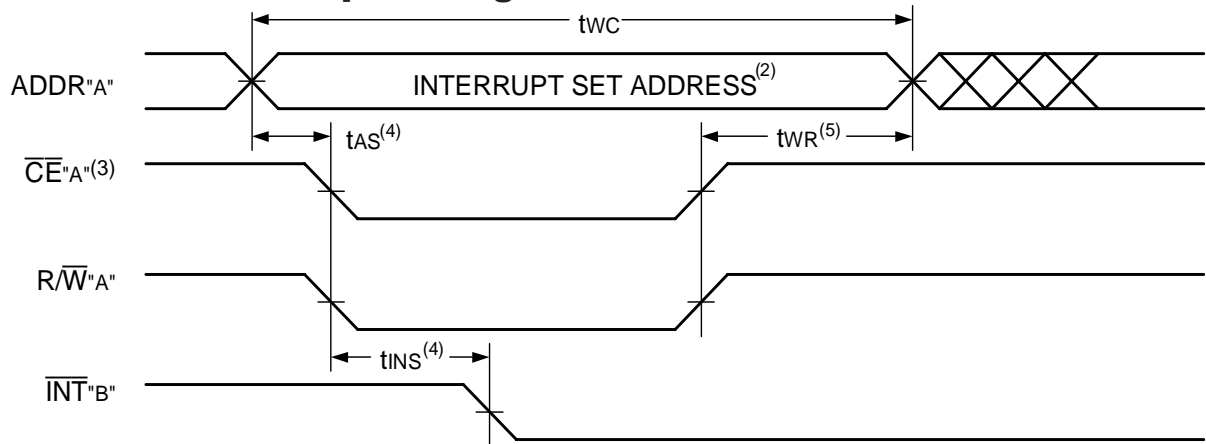 tWC
ADDR"A"
INTERRUPT SET ADDRESS(2)
tAS(4)
tWR(5)
CE"A"(3)
R/W"A"
tINS(4)
INT"B"